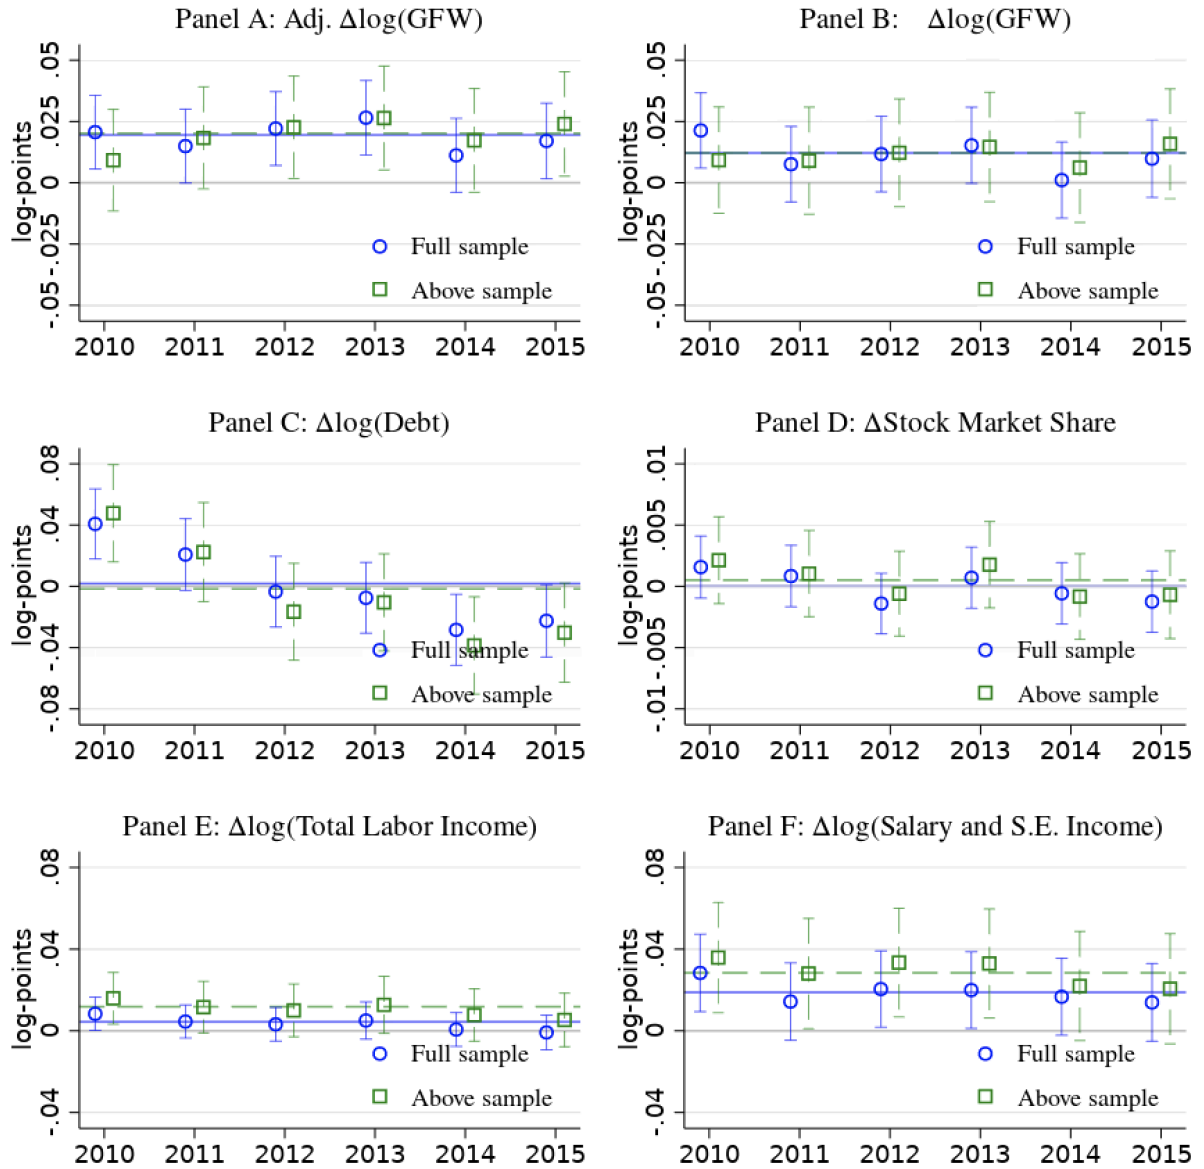 Panel A: Adj. Δlog(GFW)
log-points
.05
.025
0
-.025
-.05
Full sample
Above sample
2010 2011 2012 2013 2014 2015
Panel B: Δlog(GFW)
log-points
.05
.025
0
-.025
-.05
Full sample
Above sample
2010 2011 2012 2013 2014 2015
Panel C: Δlog(Debt)
log-points
.08
.04
0
-.04
-.08
Full sample
Above sample
2010 2011 2012 2013 2014 2015
Panel D: ΔStock Market Share
log-points
.01
.005
0
-.005
-.01
Full sample
Above sample
2010 2011 2012 2013 2014 2015
Panel E: Δlog(Total Labor Income)
log-points
.08
.04
0
-.04
Full sample
Above sample
2010 2011 2012 2013 2014 2015
Panel F: Δlog(Salary and S.E. Income)
log-points
.08
.04
0
-.04
Full sample
Above sample
2010 2011 2012 2013 2014 2015